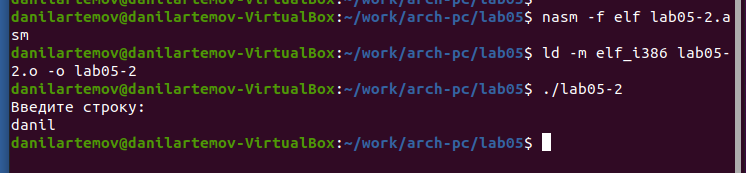 danilartemov@danilartemov-VirtualBox:~/work/arch-pc/lab05$ nasm -f elf lab05-2.a
sm
danilartemov@danilartemov-VirtualBox:~/work/arch-pc/lab05$ ld -m elf_i386 lab05-
2.o -o lab05-2
danilartemov@danilartemov-VirtualBox:~/work/arch-pc/lab05$ ./lab05-2
Введите строку:
danil
danilartemov@danilartemov-VirtualBox:~/work/arch-pc/lab05$